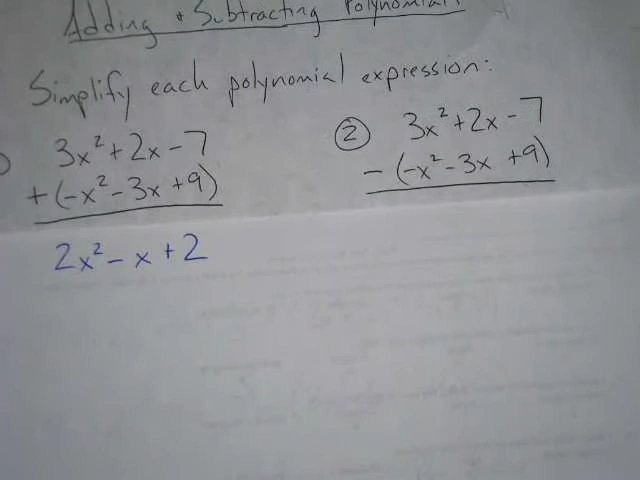 Adding + Subtracting Polynomials
Simplify each polynomial expression:
3x² + 2x - 7
+ (-x² - 3x + 9)
2x² - x + 2
② 3x² + 2x - 7
- (-x² - 3x + 9)